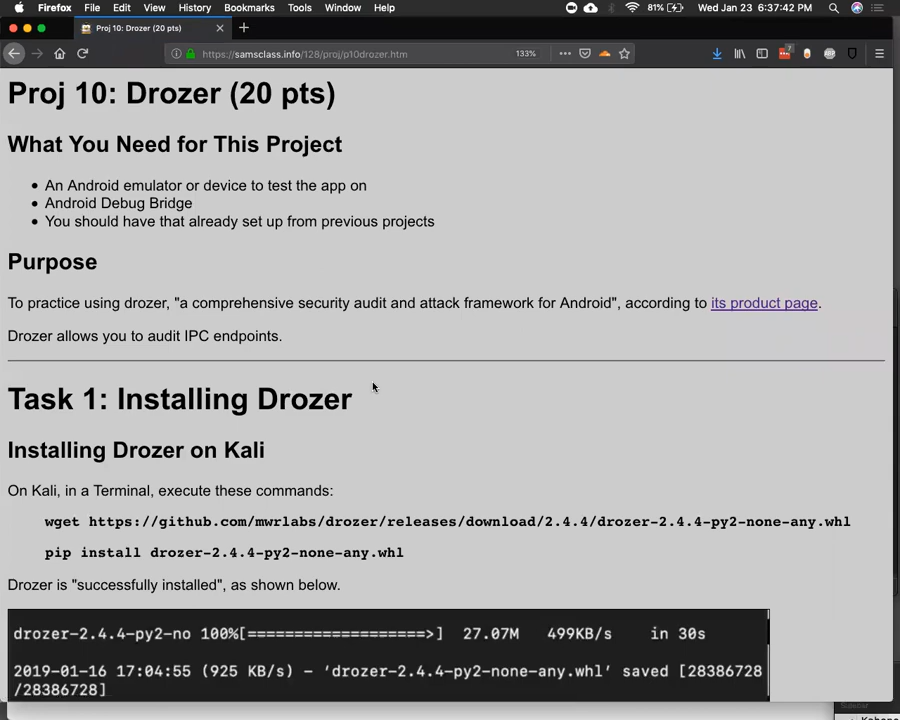 Firefox File Edit View History Bookmarks Tools Window Help 81% Wed Jan 23 6:37:42 PM
Proj 10: Drozer (20 pts)
https://samsclass.info/128/proj/p10drozer.htm 133%
Proj 10: Drozer (20 pts)
What You Need for This Project
• An Android emulator or device to test the app on
• Android Debug Bridge
• You should have that already set up from previous projects
Purpose
To practice using drozer, "a comprehensive security audit and attack framework for Android", according to its product page.
Drozer allows you to audit IPC endpoints.
Task 1: Installing Drozer
Installing Drozer on Kali
On Kali, in a Terminal, execute these commands:
wget https://github.com/mwrlabs/drozer/releases/download/2.4.4/drozer-2.4.4-py2-none-any.whl
pip install drozer-2.4.4-py2-none-any.whl
Drozer is "successfully installed", as shown below.
drozer-2.4.4-py2-no 100%[===================>] 27.07M 499KB/s in 30s
2019-01-16 17:04:55 (925 KB/s) – ‘drozer-2.4.4-py2-none-any.whl’ saved [28386728
/28386728]